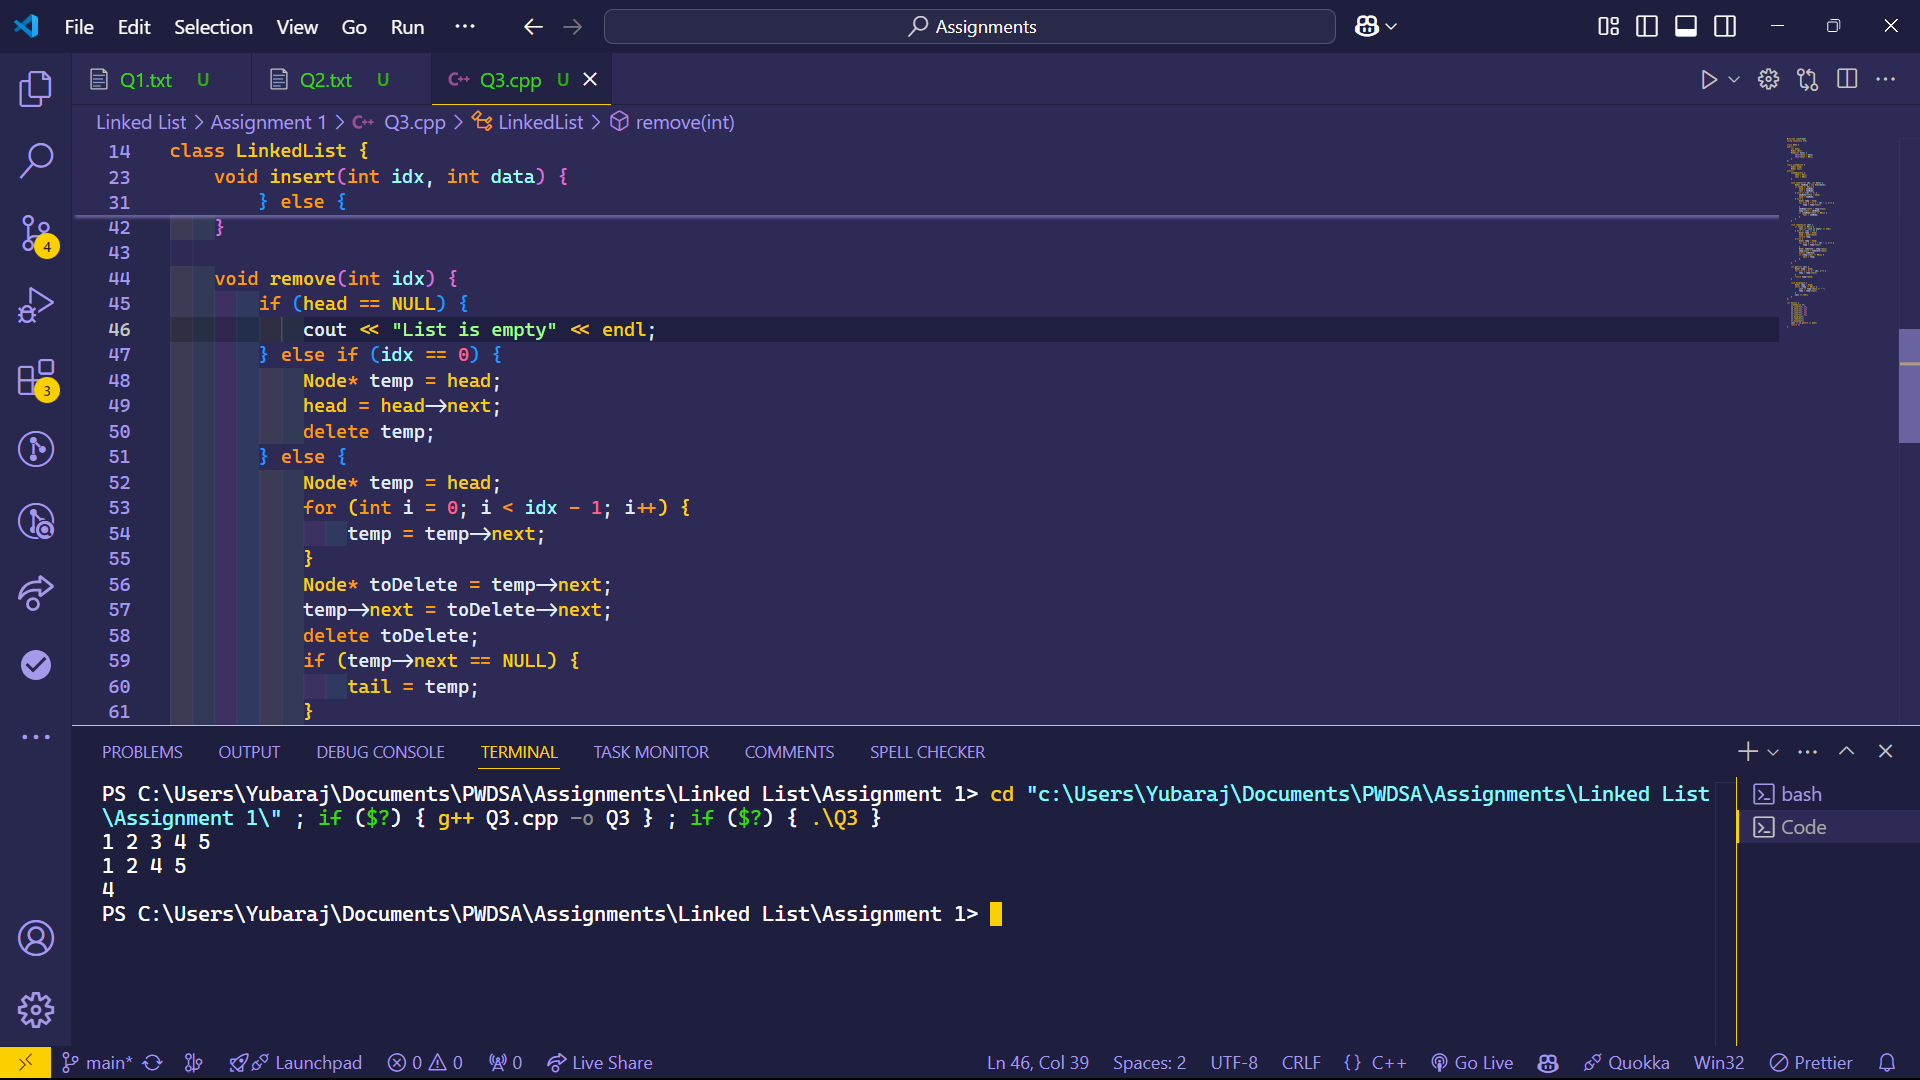 File Edit Selection View Go Run ··· Assignments
Q1.txt U Q2.txt U C++ Q3.cpp U
Linked List > Assignment 1 > C++ Q3.cpp > LinkedList > remove(int)
14 class LinkedList {
23 void insert(int idx, int data) {
31 } else {
42 }
43
44 void remove(int idx) {
45 if (head == NULL) {
46 cout << "List is empty" << endl;
47 } else if (idx == 0) {
48 Node* temp = head;
49 head = head->next;
50 delete temp;
51 } else {
52 Node* temp = head;
53 for (int i = 0; i < idx - 1; i++) {
54 temp = temp->next;
55 }
56 Node* toDelete = temp->next;
57 temp->next = toDelete->next;
58 delete toDelete;
59 if (temp->next == NULL) {
60 tail = temp;
61 }
4
3
PROBLEMS OUTPUT DEBUG CONSOLE TERMINAL TASK MONITOR COMMENTS SPELL CHECKER
PS C:\Users\Yubaraj\Documents\PWDSA\Assignments\Linked List\Assignment 1> cd "c:\Users\Yubaraj\Documents\PWDSA\Assignments\Linked List
\Assignment 1\" ; if ($?) { g++ Q3.cpp -o Q3 } ; if ($?) { .\Q3 }
1 2 3 4 5
1 2 4 5
4
PS C:\Users\Yubaraj\Documents\PWDSA\Assignments\Linked List\Assignment 1>
bash
Code
main* Launchpad 0 0 0 Live Share Ln 46, Col 39 Spaces: 2 UTF-8 CRLF {} C++ Go Live Quokka Win32 Prettier